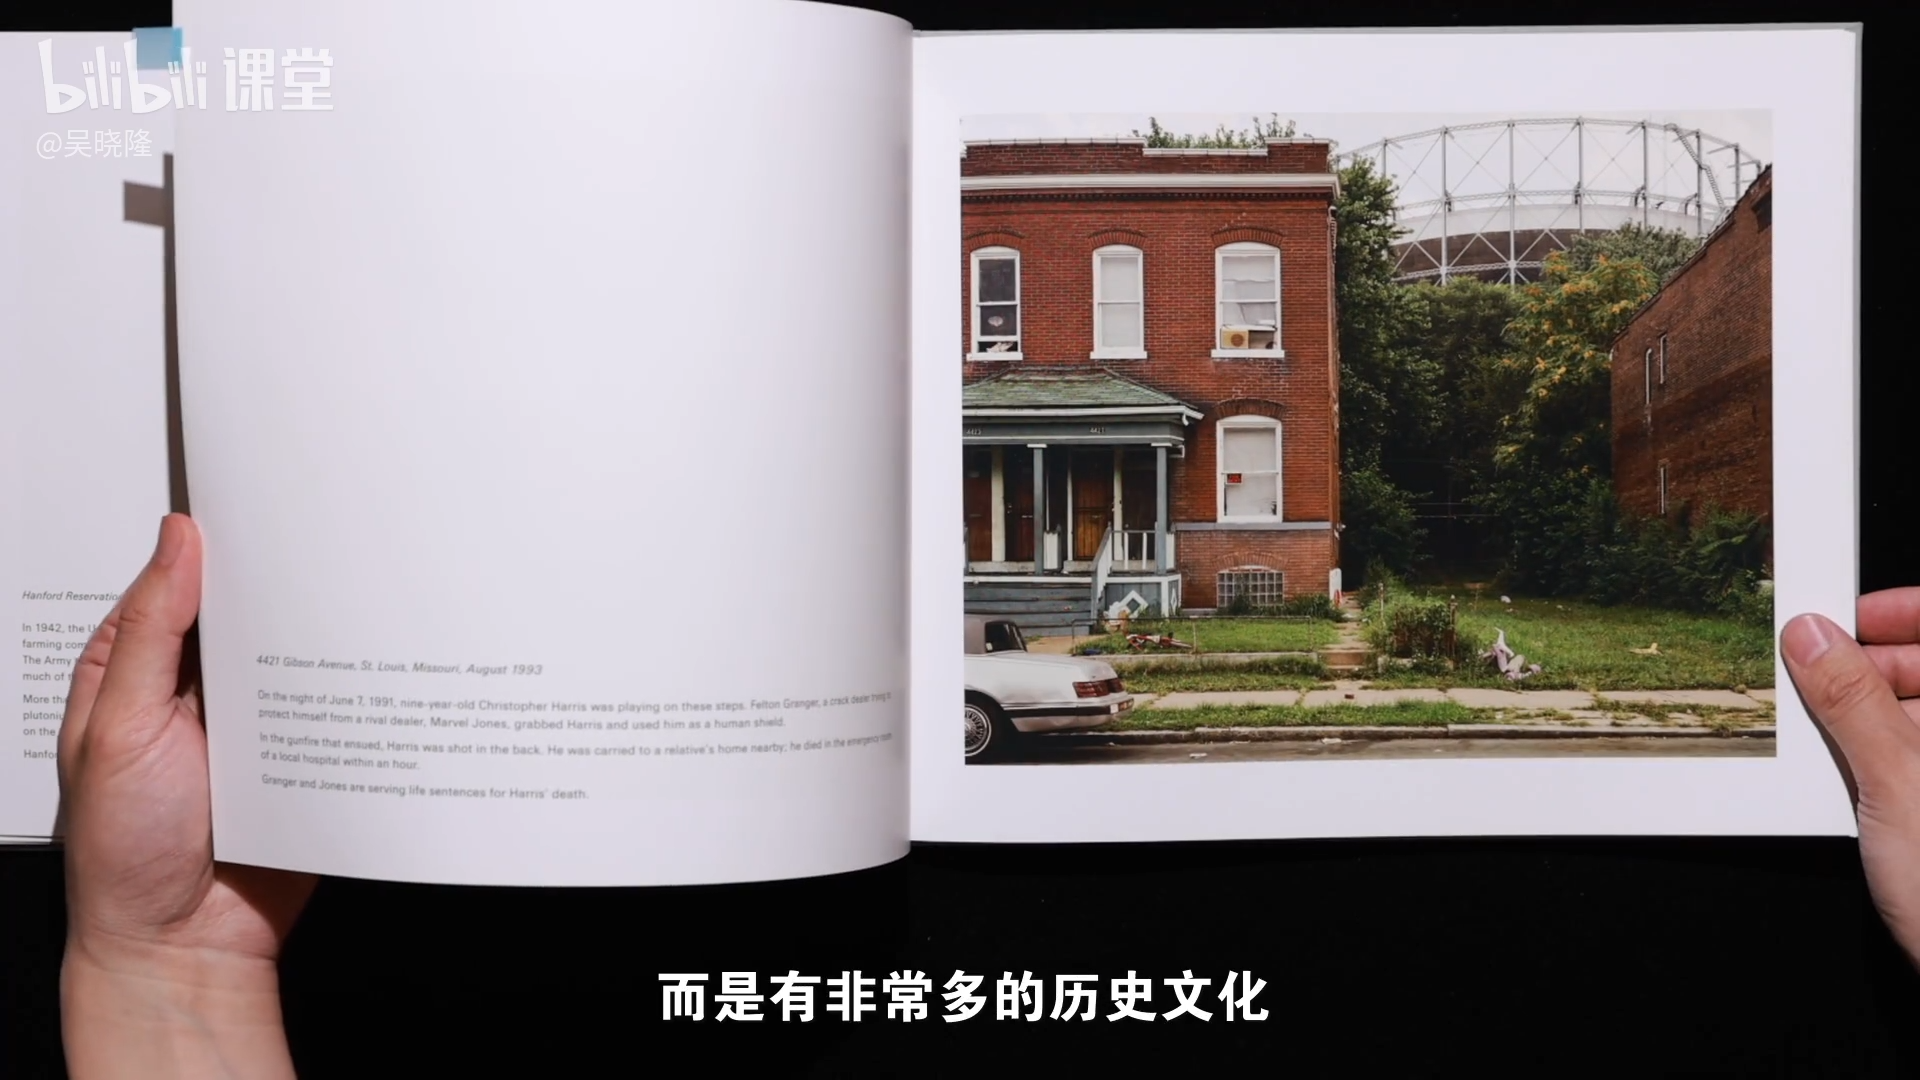 bilibili 课堂
@吴晓隆
Hanford Reservation
In 1942, the U
farming com
The Army
much of
More tha
plutoniu
on the
Hanfo
4421 Gibson Avenue, St. Louis, Missouri, August 1993
On the night of June 7, 1991, nine-year-old Christopher Harris was playing on these steps. Felton Granger, a crack dealer trying to
protect himself from a rival dealer, Marvel Jones, grabbed Harris and used him as a human shield.
In the gunfire that ensued, Harris was shot in the back. He was carried to a relative's home nearby; he died in the emergency room
of a local hospital within an hour.
Granger and Jones are serving life sentences for Harris' death.
4423
4421
而是有非常多的历史文化